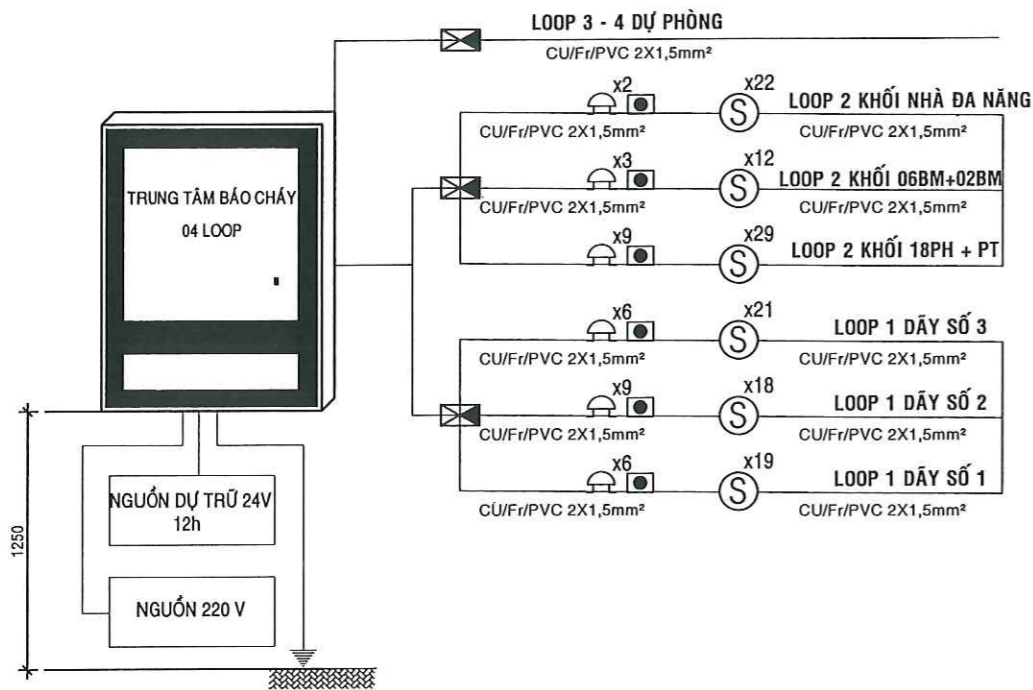 LOOP 3 - 4 DỰ PHÒNG
CU/Fr/PVC 2X1,5mm²
TRUNG TÂM BÁO CHÁY
04 LOOP
x2
x22
LOOP 2 KHỐI NHÀ ĐA NĂNG
CU/Fr/PVC 2X1,5mm²
S
CU/Fr/PVC 2X1,5mm²
x3
x12
LOOP 2 KHỐI 06BM+02BM
CU/Fr/PVC 2X1,5mm²
S
CU/Fr/PVC 2X1,5mm²
x9
x29
LOOP 2 KHỐI 18PH + PT
S
x6
x21
LOOP 1 DÃY SỐ 3
CU/Fr/PVC 2X1,5mm²
S
CU/Fr/PVC 2X1,5mm²
x9
x18
LOOP 1 DÃY SỐ 2
CU/Fr/PVC 2X1,5mm²
S
CU/Fr/PVC 2X1,5mm²
x6
x19
LOOP 1 DÃY SỐ 1
CU/Fr/PVC 2X1,5mm²
S
CU/Fr/PVC 2X1,5mm²
NGUỒN DỰ TRỮ 24V
12h
NGUỒN 220 V
1250